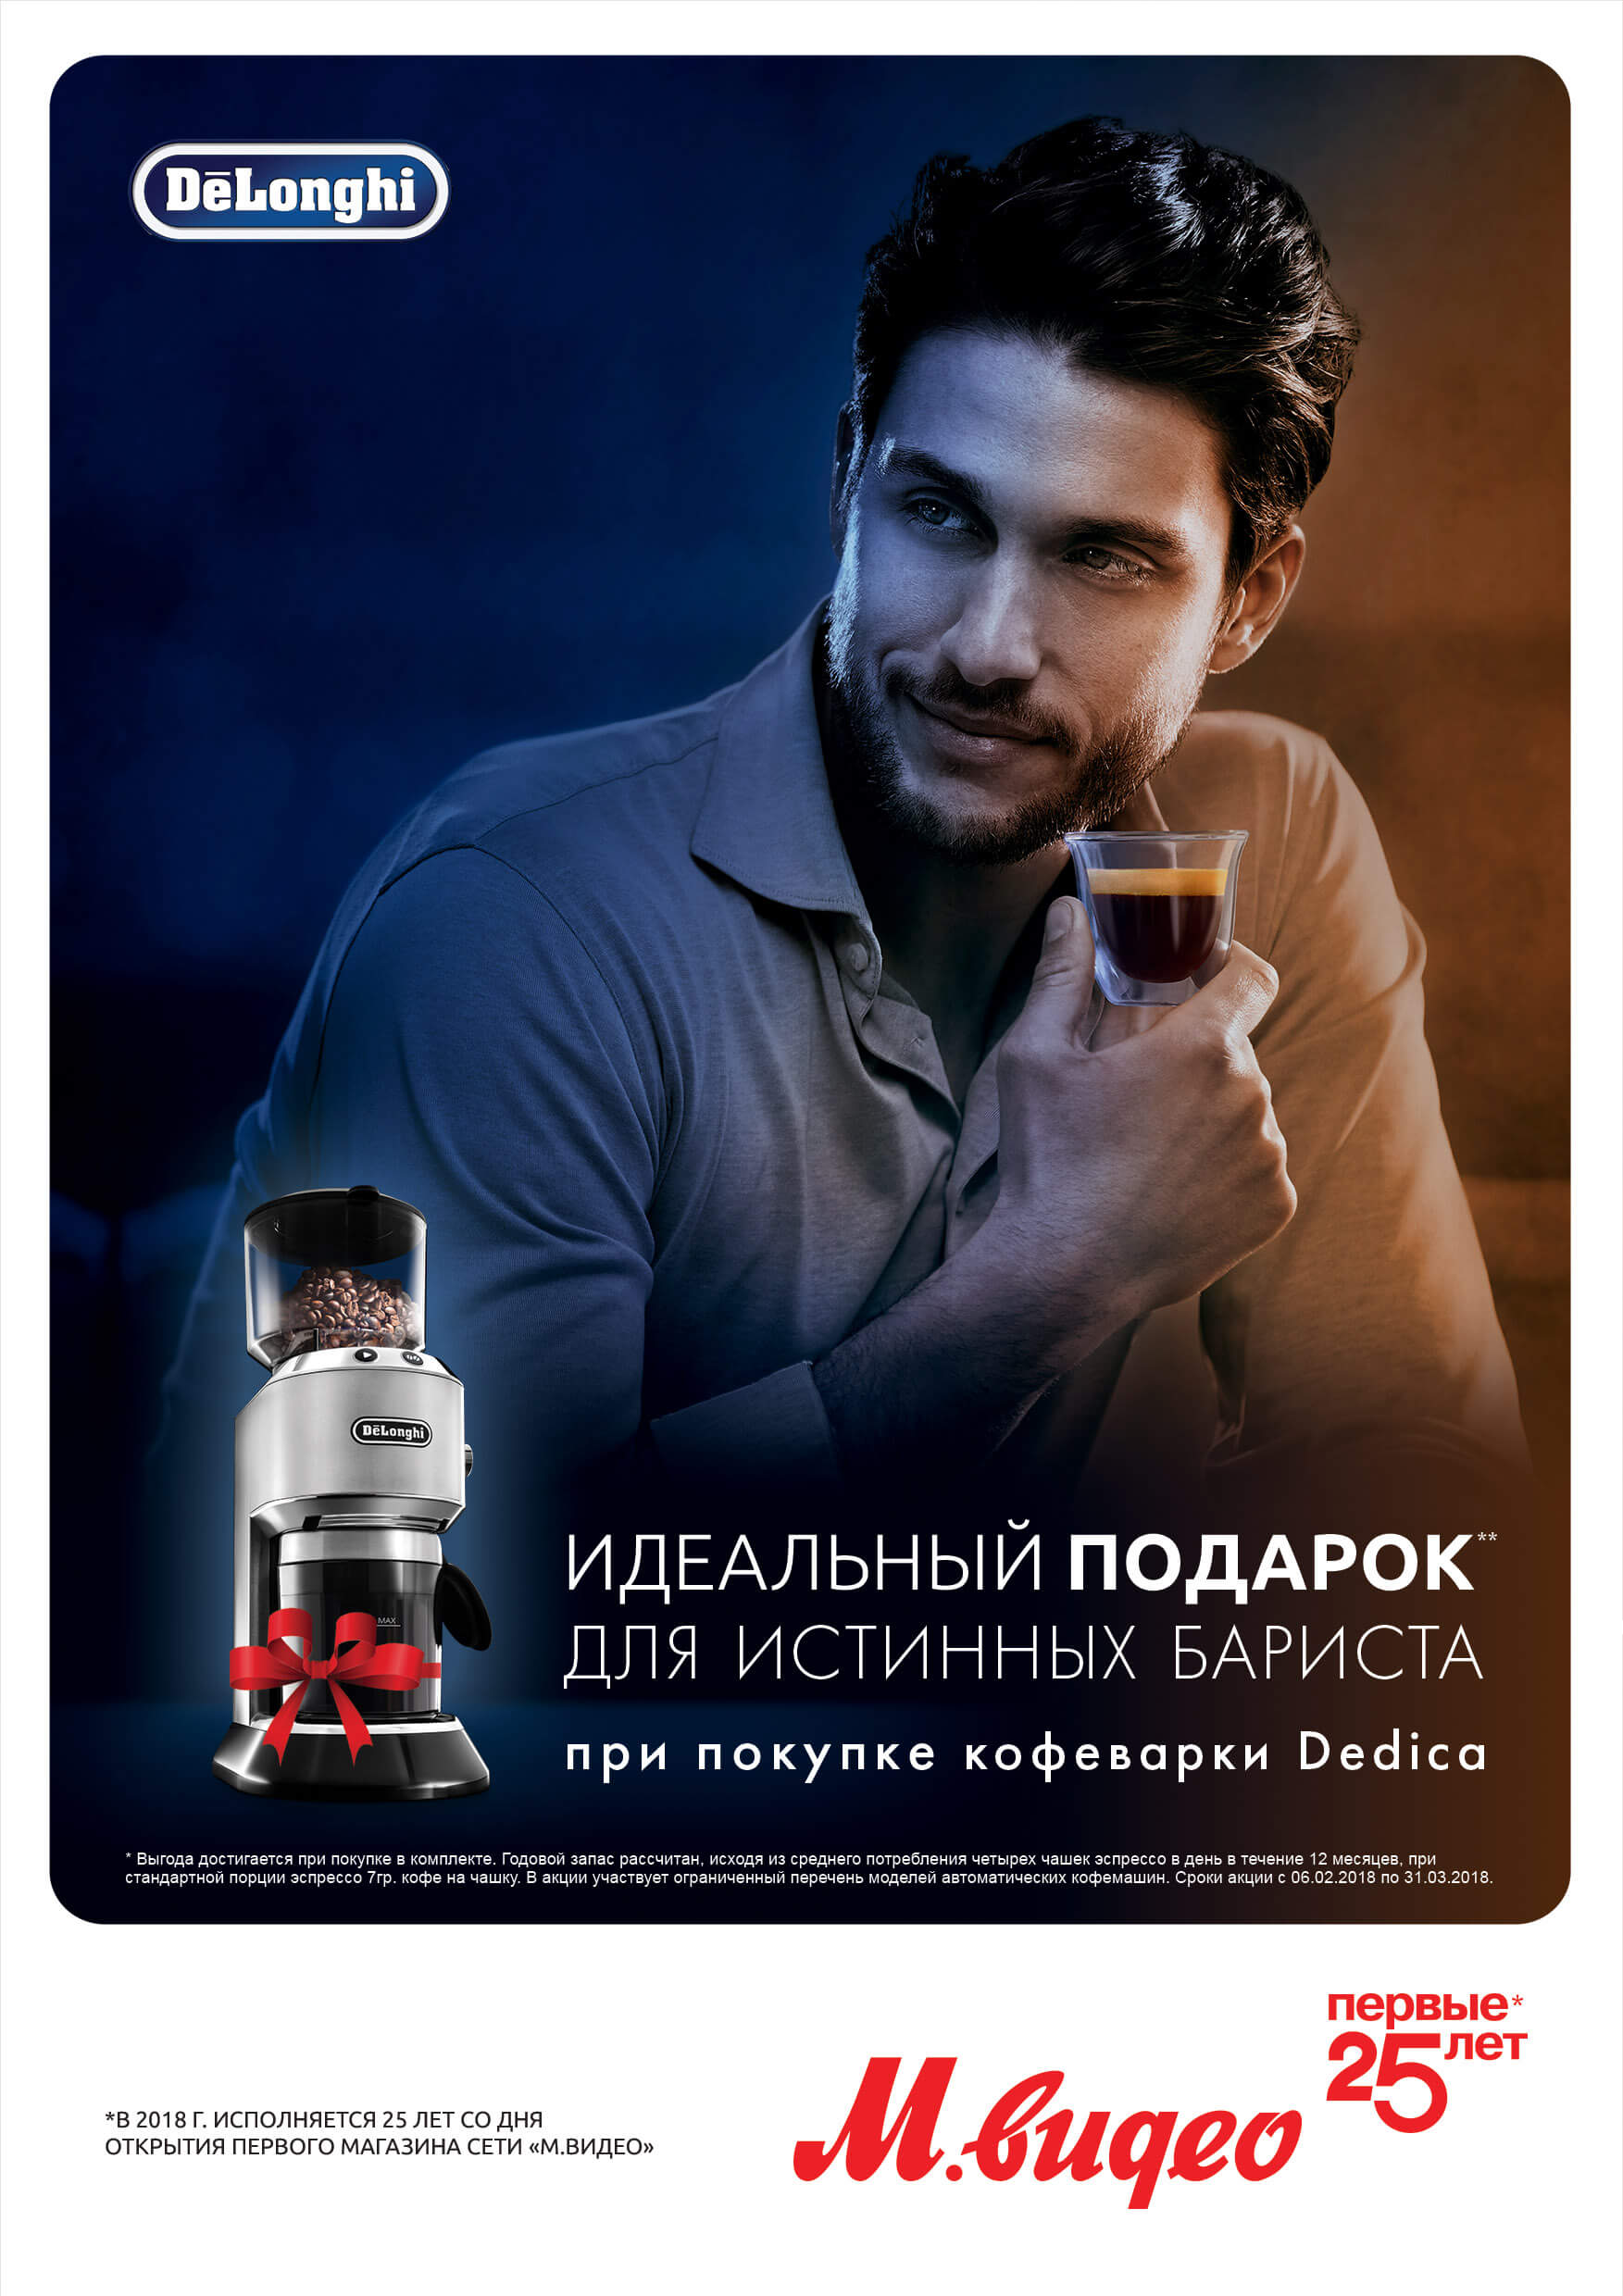 DēLonghi
DēLonghi
MAX
ИДЕАЛЬНЫЙ ПОДАРОК**
ДЛЯ ИСТИННЫХ БАРИСТА
при покупке кофеварки Dedica
* Выгода достигается при покупке в комплекте. Годовой запас рассчитан, исходя из среднего потребления четырех чашек эспрессо в день в течение 12 месяцев, при
стандартной порции эспрессо 7гр. кофе на чашку. В акции участвует ограниченный перечень моделей автоматических кофемашин. Сроки акции с 06.02.2018 по 31.03.2018.
первые*
25 лет
*В 2018 Г. ИСПОЛНЯЕТСЯ 25 ЛЕТ СО ДНЯ
ОТКРЫТИЯ ПЕРВОГО МАГАЗИНА СЕТИ «М.ВИДЕО»
М.видео